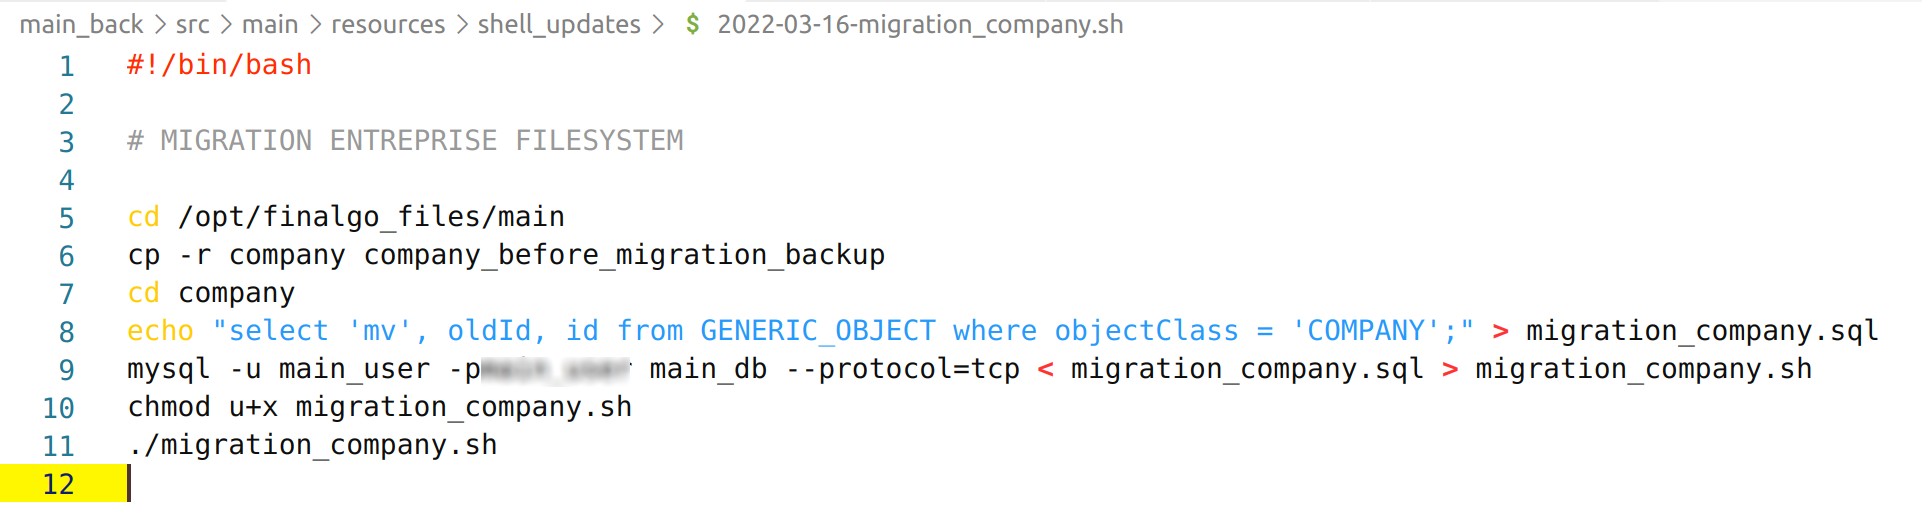 main_back > src > main > resources > shell_updates > $ 2022-03-16-migration_company.sh
1 #!/bin/bash
2
3 # MIGRATION ENTREPRISE FILESYSTEM
4
5 cd /opt/finalgo_files/main
6 cp -r company company_before_migration_backup
7 cd company
8 echo "select 'mv', oldId, id from GENERIC_OBJECT where objectClass = 'COMPANY';" > migration_company.sql
9 mysql -u main_user -p main_db --protocol=tcp < migration_company.sql > migration_company.sh
10 chmod u+x migration_company.sh
11 ./migration_company.sh
12